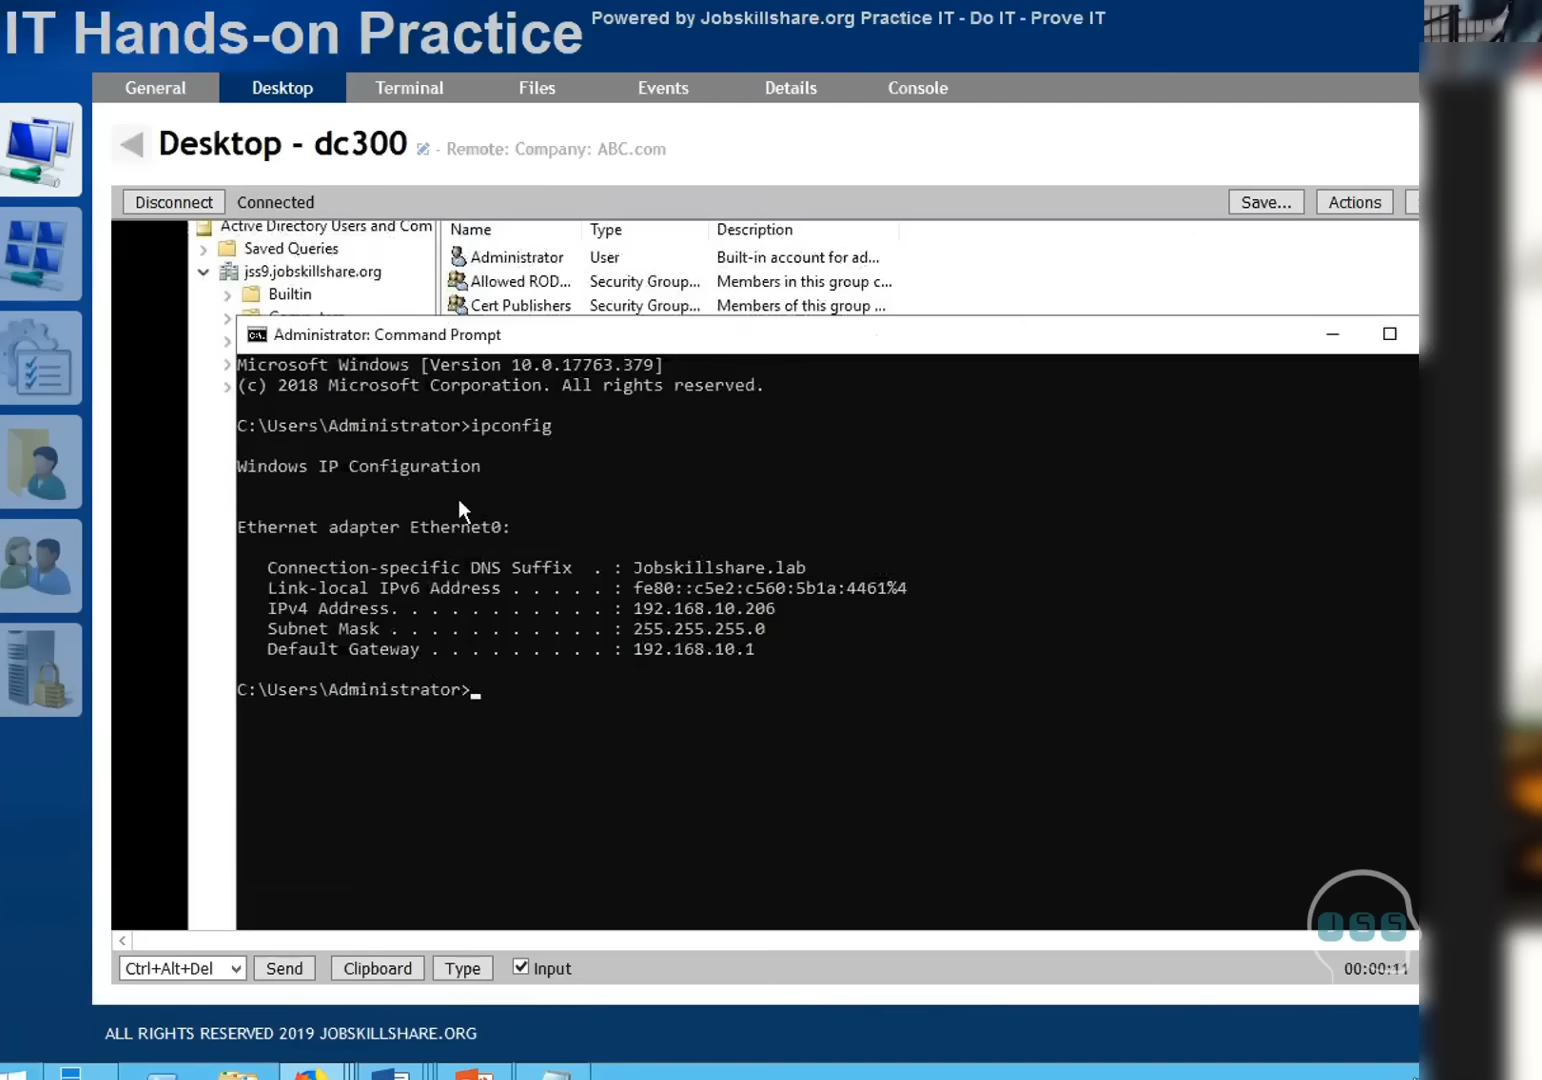 IT Hands-on Practice
Powered by Jobskillshare.org Practice IT - Do IT - Prove IT
General
Desktop
Terminal
Files
Events
Details
Console
Desktop - dc300
- Remote: Company: ABC.com
Disconnect
Connected
Save...
Actions
Active Directory Users and Com
Name
Type
Description
Saved Queries
jss9.jobskillshare.org
Administrator
User
Built-in account for ad...
Allowed ROD...
Security Group...
Members in this group c...
Builtin
Cert Publishers
Security Group...
Members of this group ...
Administrator: Command Prompt
Microsoft Windows [Version 10.0.17763.379]
(c) 2018 Microsoft Corporation. All rights reserved.
C:\Users\Administrator>ipconfig
Windows IP Configuration
Ethernet adapter Ethernet0:
Connection-specific DNS Suffix . : Jobskillshare.lab
Link-local IPv6 Address . . . . . : fe80::c5e2:c560:5b1a:4461%4
IPv4 Address. . . . . . . . . . . : 192.168.10.206
Subnet Mask . . . . . . . . . . . : 255.255.255.0
Default Gateway . . . . . . . . . : 192.168.10.1
C:\Users\Administrator>_
JSS
Ctrl+Alt+Del
Send
Clipboard
Type
Input
00:00:11
ALL RIGHTS RESERVED 2019 JOBSKILLSHARE.ORG